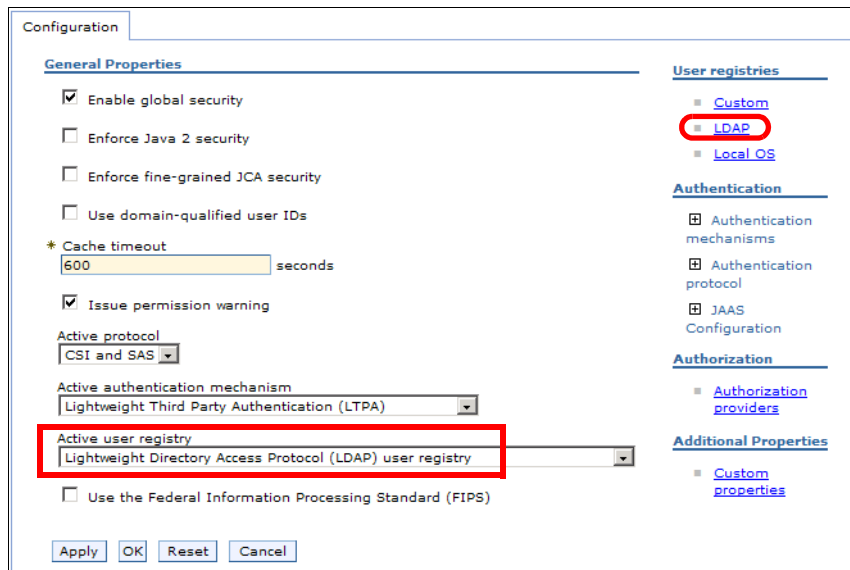 Configuration
General Properties
Enable global security
Enforce Java 2 security
Enforce fine-grained JCA security
Use domain-qualified user IDs
* Cache timeout
600 seconds
Issue permission warning
Active protocol
CSI and SAS
Active authentication mechanism
Lightweight Third Party Authentication (LTPA)
Active user registry
Lightweight Directory Access Protocol (LDAP) user registry
Use the Federal Information Processing Standard (FIPS)
Apply OK Reset Cancel
User registries
Custom
LDAP
Local OS
Authentication
Authentication
mechanisms
Authentication
protocol
JAAS
Configuration
Authorization
Authorization
providers
Additional Properties
Custom
properties